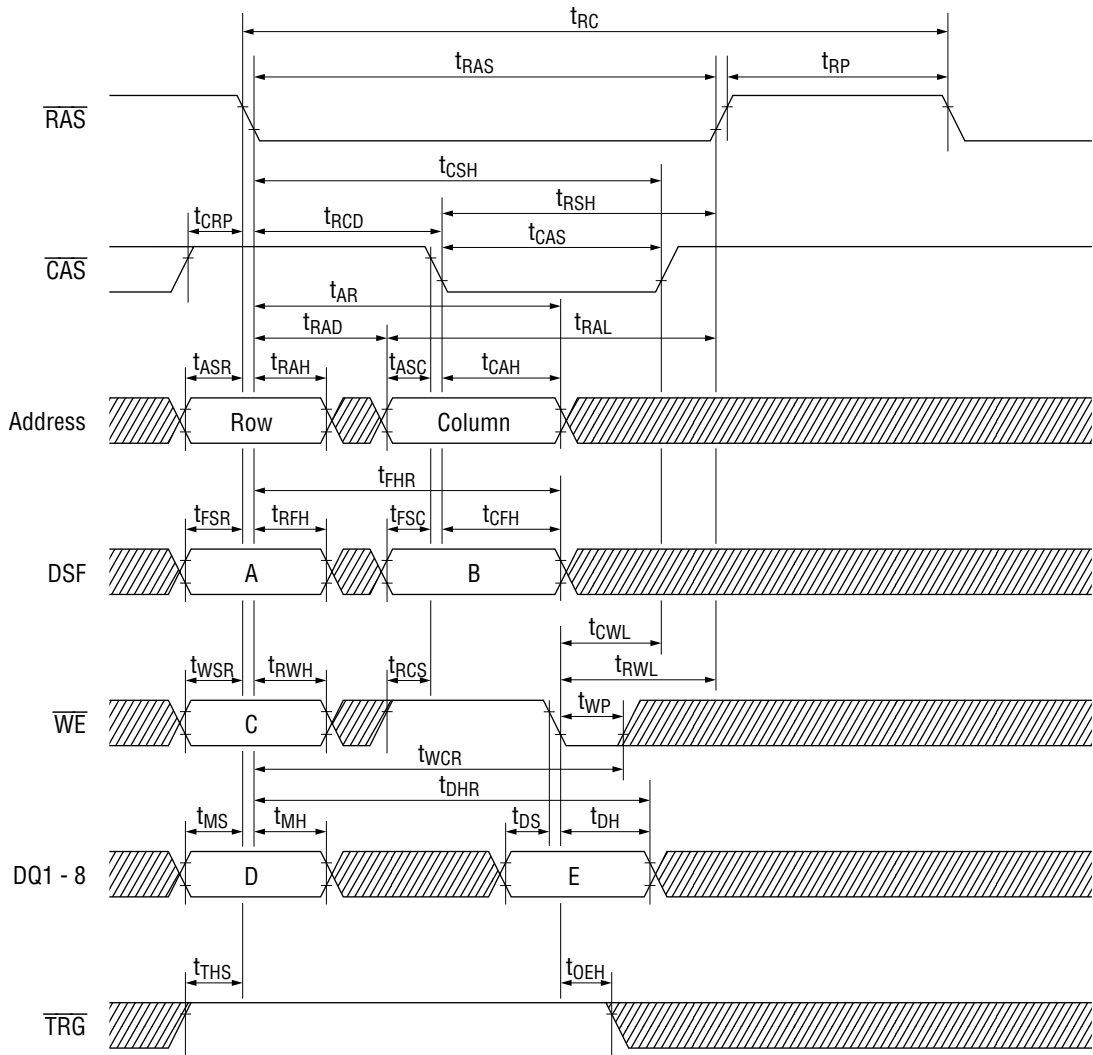 tRC
tRAS tRP
RAS
tCSH
tRSH
tCRP tRCD
tCAS
CAS
tAR
tRAD tRAL
tASR tRAH tASC tCAH
Address Row Column
tFHR
tFSR tRFH tFSC tCFH
DSF A B
tCWL
tWSR tRWH tRCS tRWL
tWP
WE C
tWCR
tDHR
tMS tMH tDS tDH
DQ1 - 8 D E
tTHS tOEH
TRG